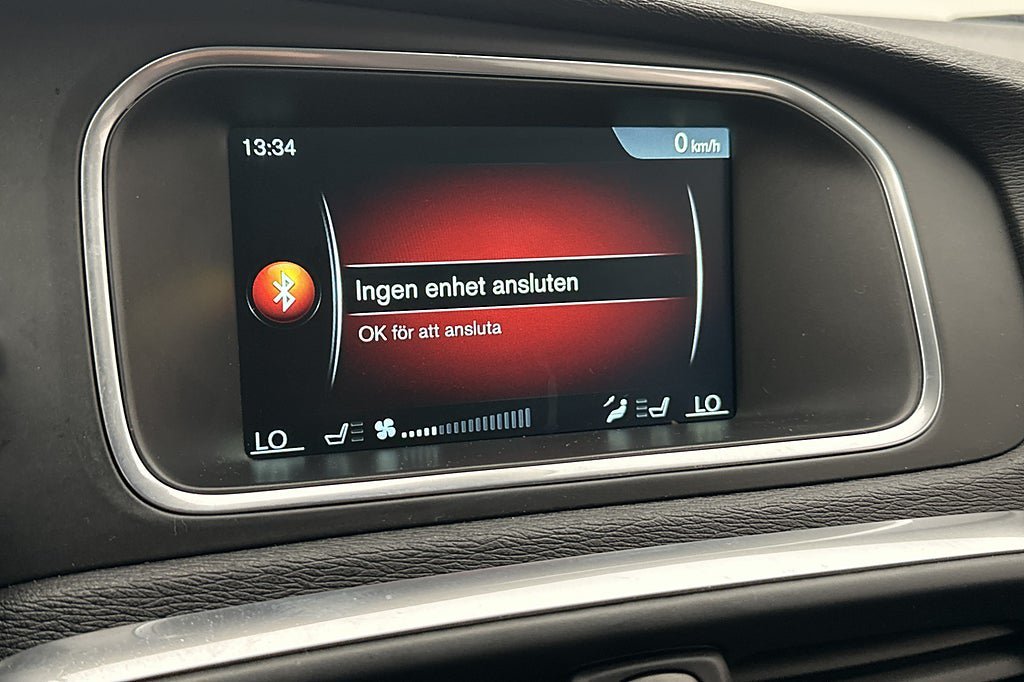 13:34
0 km/h
Ingen enhet ansluten
OK för att ansluta
LO
LO